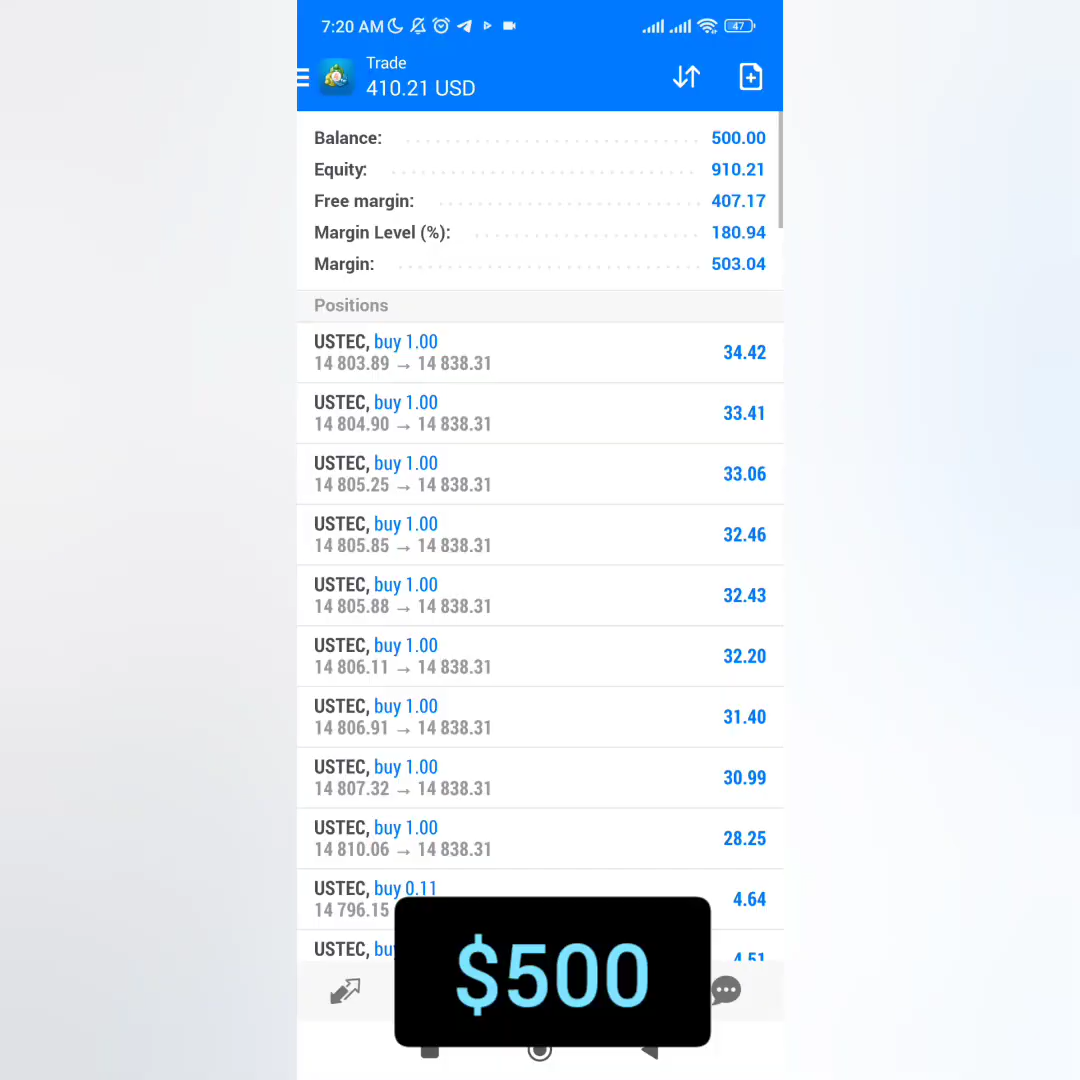 7:20 AM 47
Trade
410.21 USD
Balance: 500.00
Equity: 910.21
Free margin: 407.17
Margin Level (%): 180.94
Margin: 503.04
Positions
USTEC, buy 1.00
14 803.89 → 14 838.31 34.42
USTEC, buy 1.00
14 804.90 → 14 838.31 33.41
USTEC, buy 1.00
14 805.25 → 14 838.31 33.06
USTEC, buy 1.00
14 805.85 → 14 838.31 32.46
USTEC, buy 1.00
14 805.88 → 14 838.31 32.43
USTEC, buy 1.00
14 806.11 → 14 838.31 32.20
USTEC, buy 1.00
14 806.91 → 14 838.31 31.40
USTEC, buy 1.00
14 807.32 → 14 838.31 30.99
USTEC, buy 1.00
14 810.06 → 14 838.31 28.25
USTEC, buy 0.11
14 796.15 4.64
USTEC, 4.51
$500